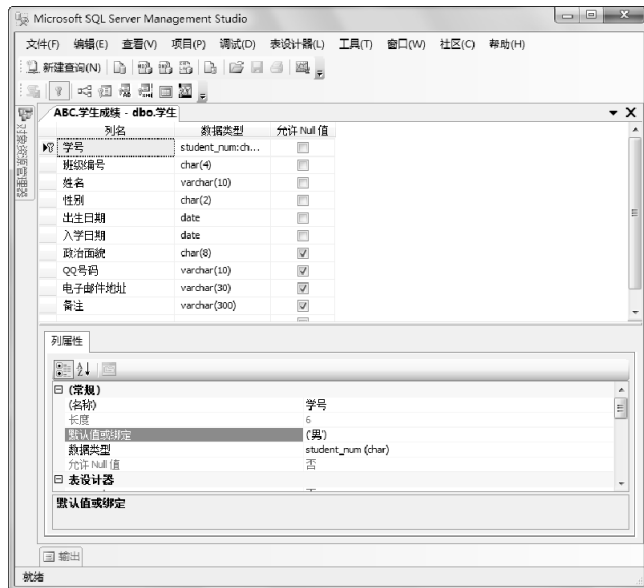 Microsoft SQL Server Management Studio
文件(F) 编辑(E) 查看(V) 项目(P) 调试(D) 表设计器(L) 工具(T) 窗口(W) 社区(C) 帮助(H)
新建查询(N)
ABC.学生成绩 - dbo.学生
对象资源管理器
列名 数据类型 允许 Null 值
学号 student_num:ch...
班级编号 char(4)
姓名 varchar(10)
性别 char(2)
出生日期 date
入学日期 date
政治面貌 char(8)
QQ号码 varchar(10)
电子邮件地址 varchar(30)
备注 varchar(300)
列属性
(常规)
(名称) 学号
长度 6
默认值或绑定 ('男')
数据类型 student_num (char)
允许 Null 值 否
表设计器
默认值或绑定
输出
就绪